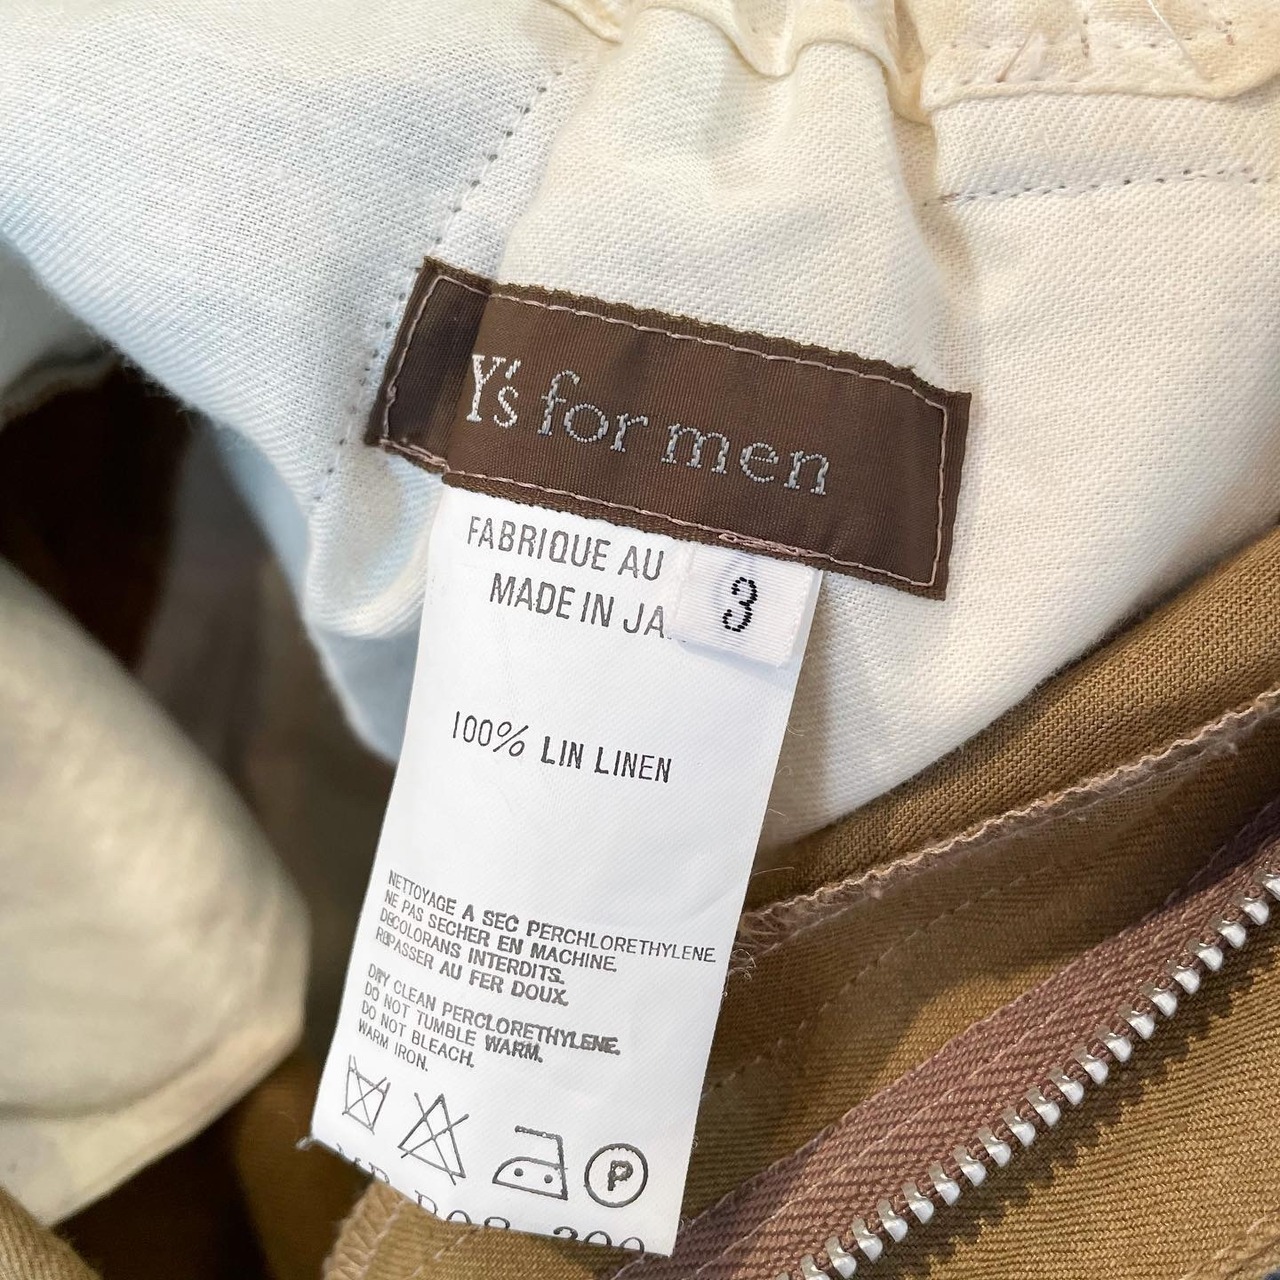 Y's for men
FABRIQUE AU
3
MADE IN
100% LIN LINEN
NETTOYAGE A SEC PERCHLORETHYLENE.
NE PAS SECHER EN MACHINE.
DECOLORANS INTERDITS.
REPASSER AU FER DOUX.
DRY CLEAN PERCLORETHYLENE.
DO NOT TUMBLE WARM.
DO NOT BLEACH.
WARM IRON.
P